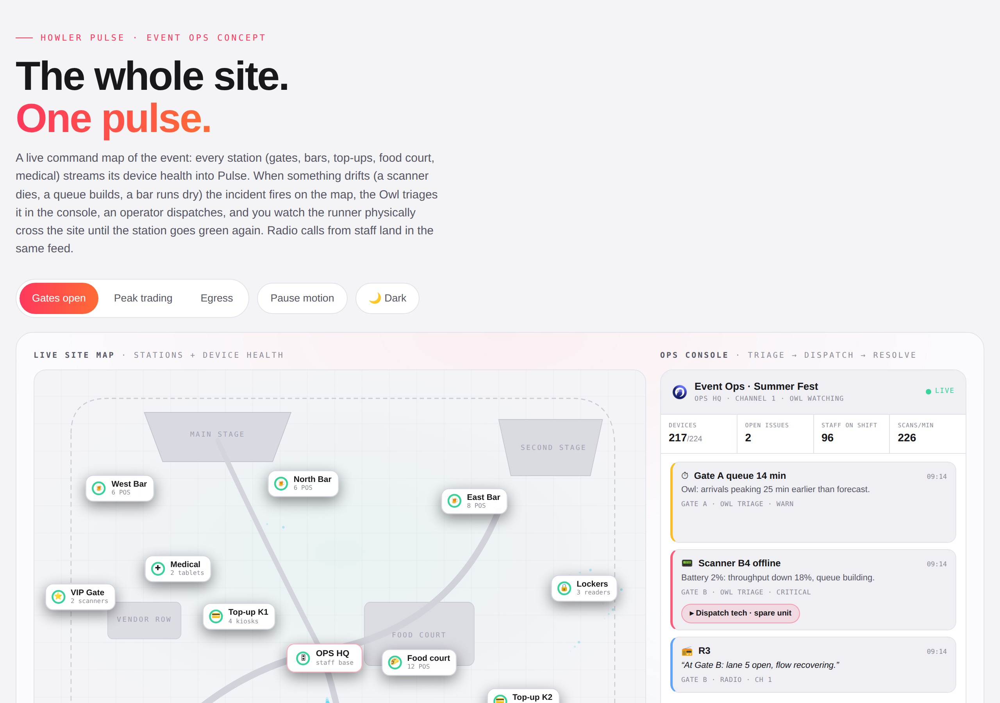 HOWLER PULSE · EVENT OPS CONCEPT
The whole site.
One pulse.
A live command map of the event: every station (gates, bars, top-ups, food court,
medical) streams its device health into Pulse. When something drifts (a scanner
dies, a queue builds, a bar runs dry) the incident fires on the map, the Owl triages
it in the console, an operator dispatches, and you watch the runner physically
cross the site until the station goes green again. Radio calls from staff land in the
same feed.
Gates open
Peak trading
Egress
Pause motion
🌙 Dark
LIVE SITE MAP · STATIONS + DEVICE HEALTH
MAIN STAGE
SECOND STAGE
West Bar
6 POS
North Bar
6 POS
East Bar
8 POS
Medical
2 tablets
VIP Gate
2 scanners
Lockers
3 readers
VENDOR ROW
Top-up K1
4 kiosks
FOOD COURT
OPS HQ
staff base
Food court
12 POS
Top-up K2
OPS CONSOLE · TRIAGE → DISPATCH → RESOLVE
Event Ops · Summer Fest
OPS HQ · CHANNEL 1 · OWL WATCHING
LIVE
DEVICES
217/224
OPEN ISSUES
2
STAFF ON SHIFT
96
SCANS/MIN
226
⏱ Gate A queue 14 min
09:14
Owl: arrivals peaking 25 min earlier than forecast.
GATE A · OWL TRIAGE · WARN
📟 Scanner B4 offline
09:14
Battery 2%: throughput down 18%, queue building.
GATE B · OWL TRIAGE · CRITICAL
▸ Dispatch tech · spare unit
📻 R3
09:14
“At Gate B: lane 5 open, flow recovering.”
GATE B · RADIO · CH 1